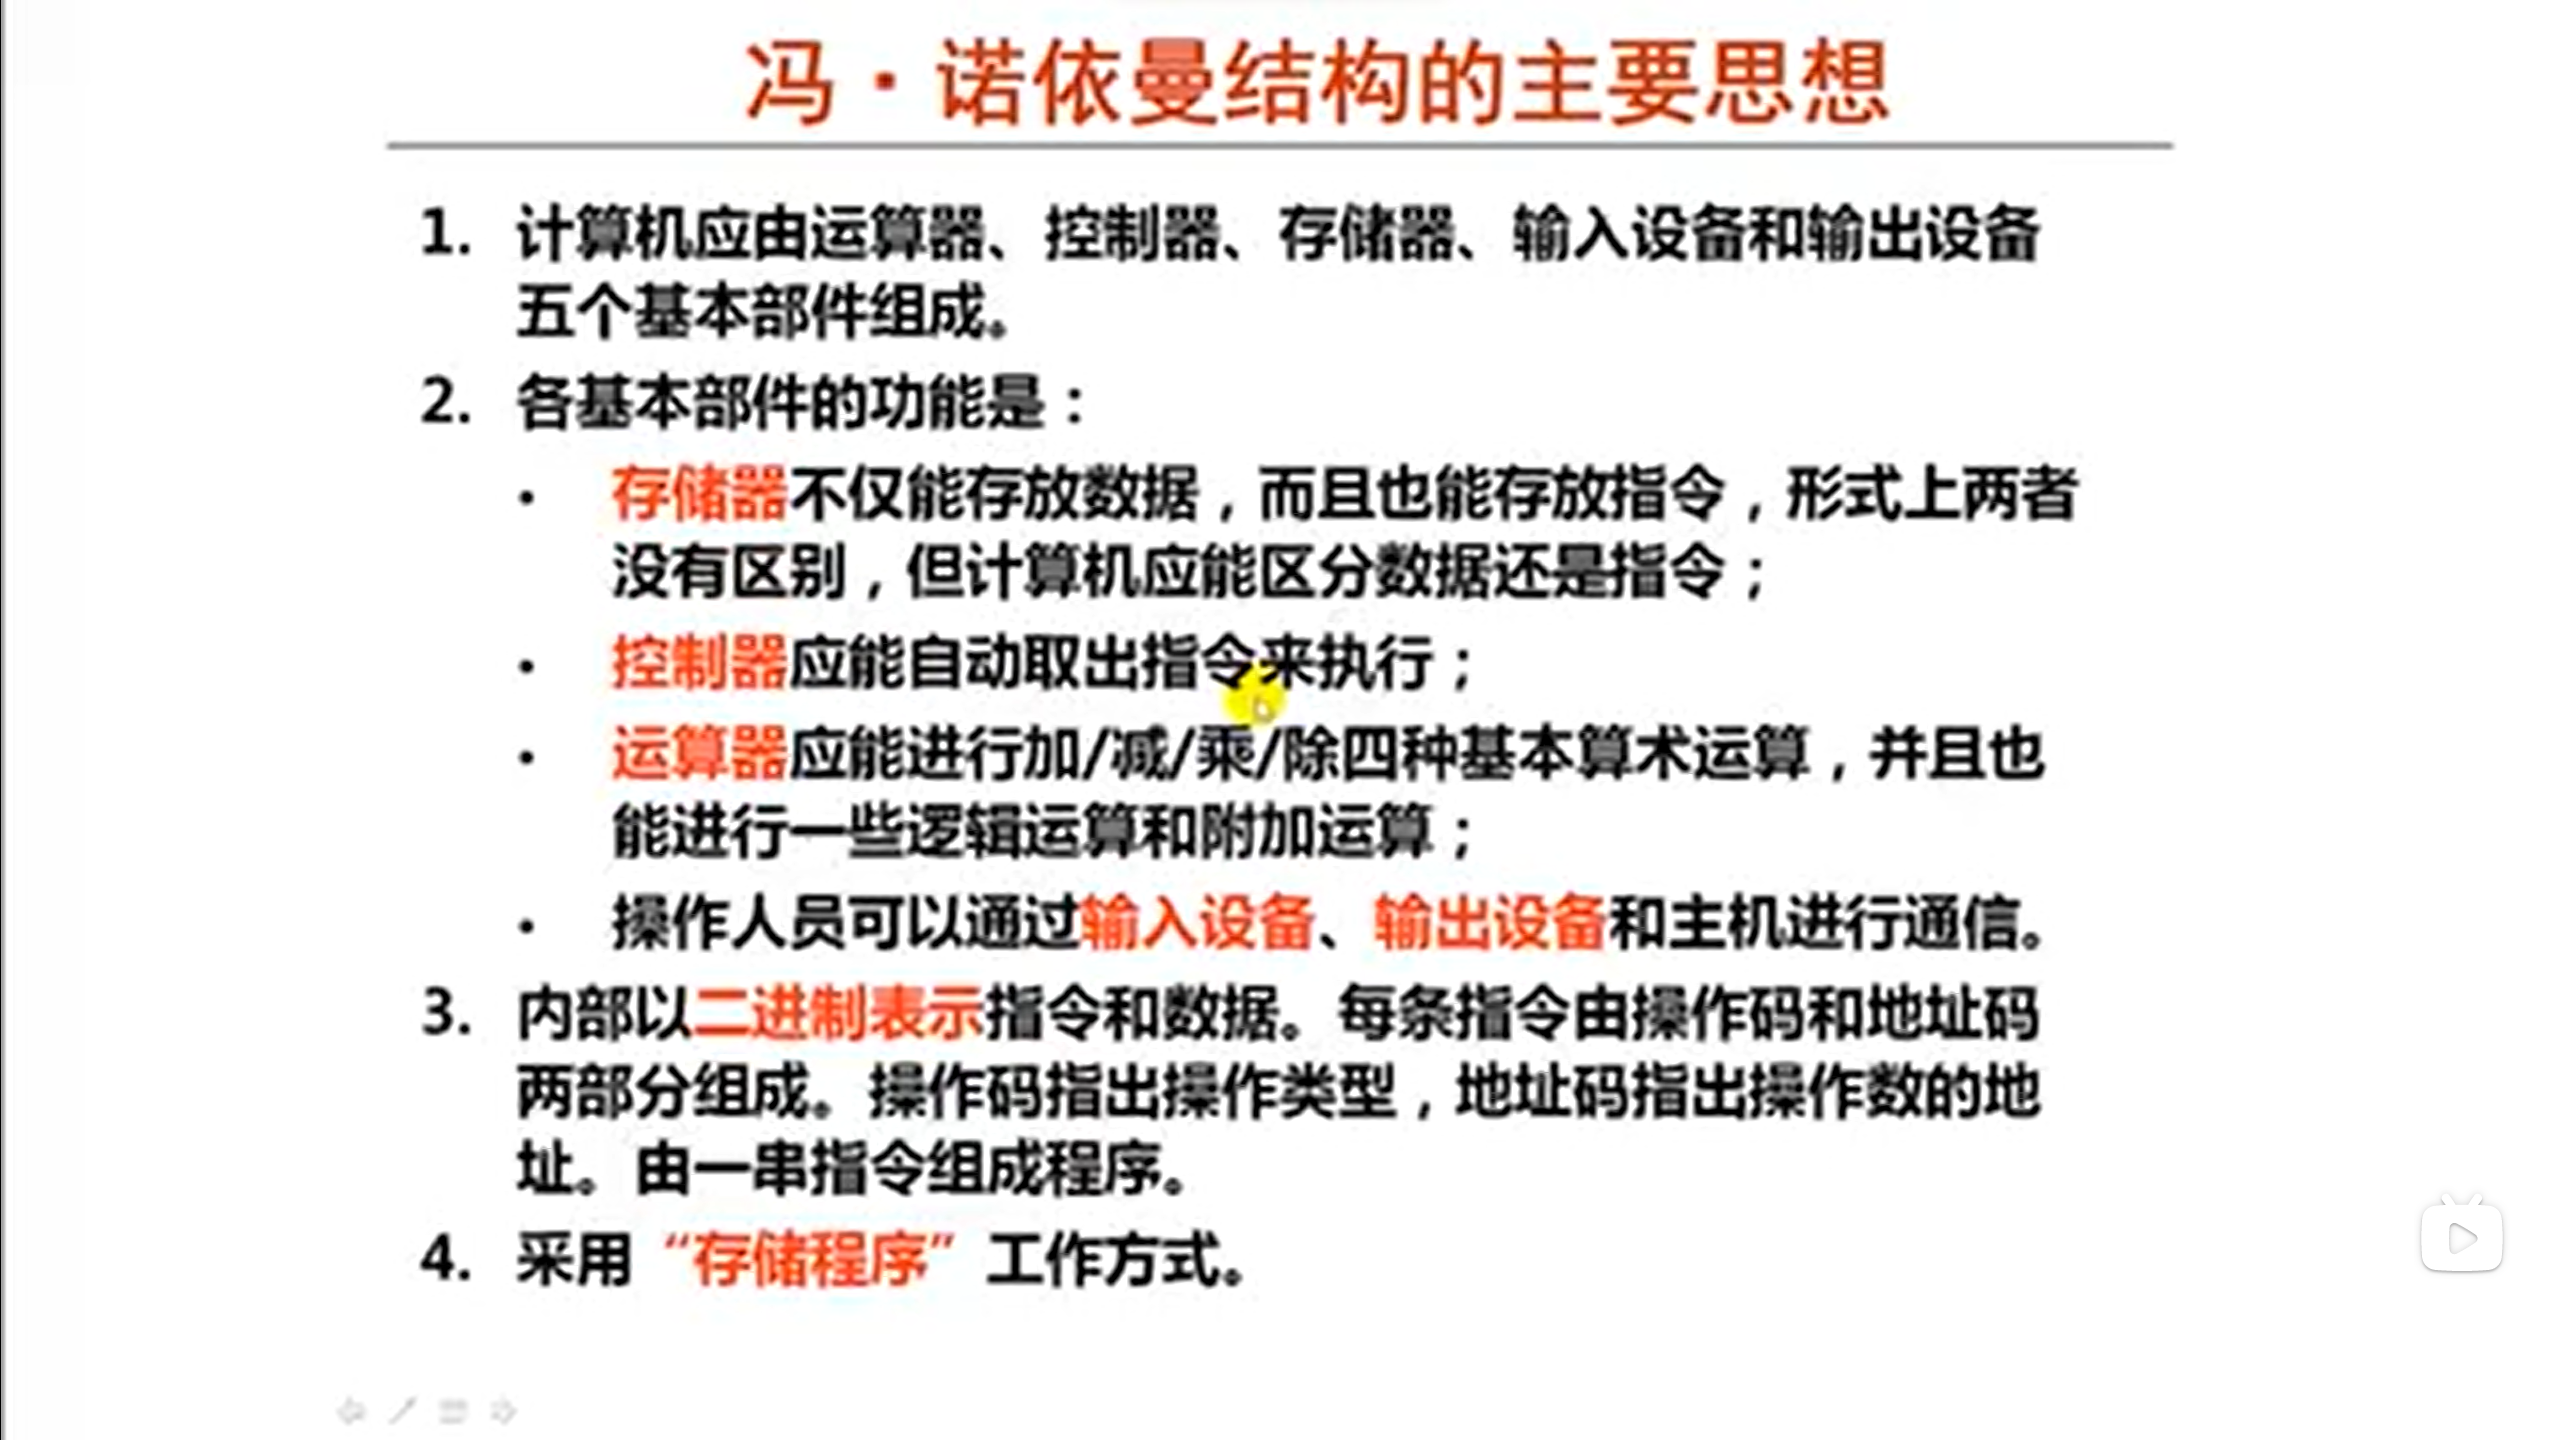 冯·诺依曼结构的主要思想
1. 计算机应由运算器、控制器、存储器、输入设备和输出设备
五个基本部件组成。
2. 各基本部件的功能是：
• 存储器不仅能存放数据，而且也能存放指令，形式上两者
没有区别，但计算机应能区分数据还是指令；
• 控制器应能自动取出指令来执行；
• 运算器应能进行加/减/乘/除四种基本算术运算，并且也
能进行一些逻辑运算和附加运算；
• 操作人员可以通过输入设备、输出设备和主机进行通信。
3. 内部以二进制表示指令和数据。每条指令由操作码和地址码
两部分组成。操作码指出操作类型，地址码指出操作数的地
址。由一串指令组成程序。
4. 采用“存储程序”工作方式。